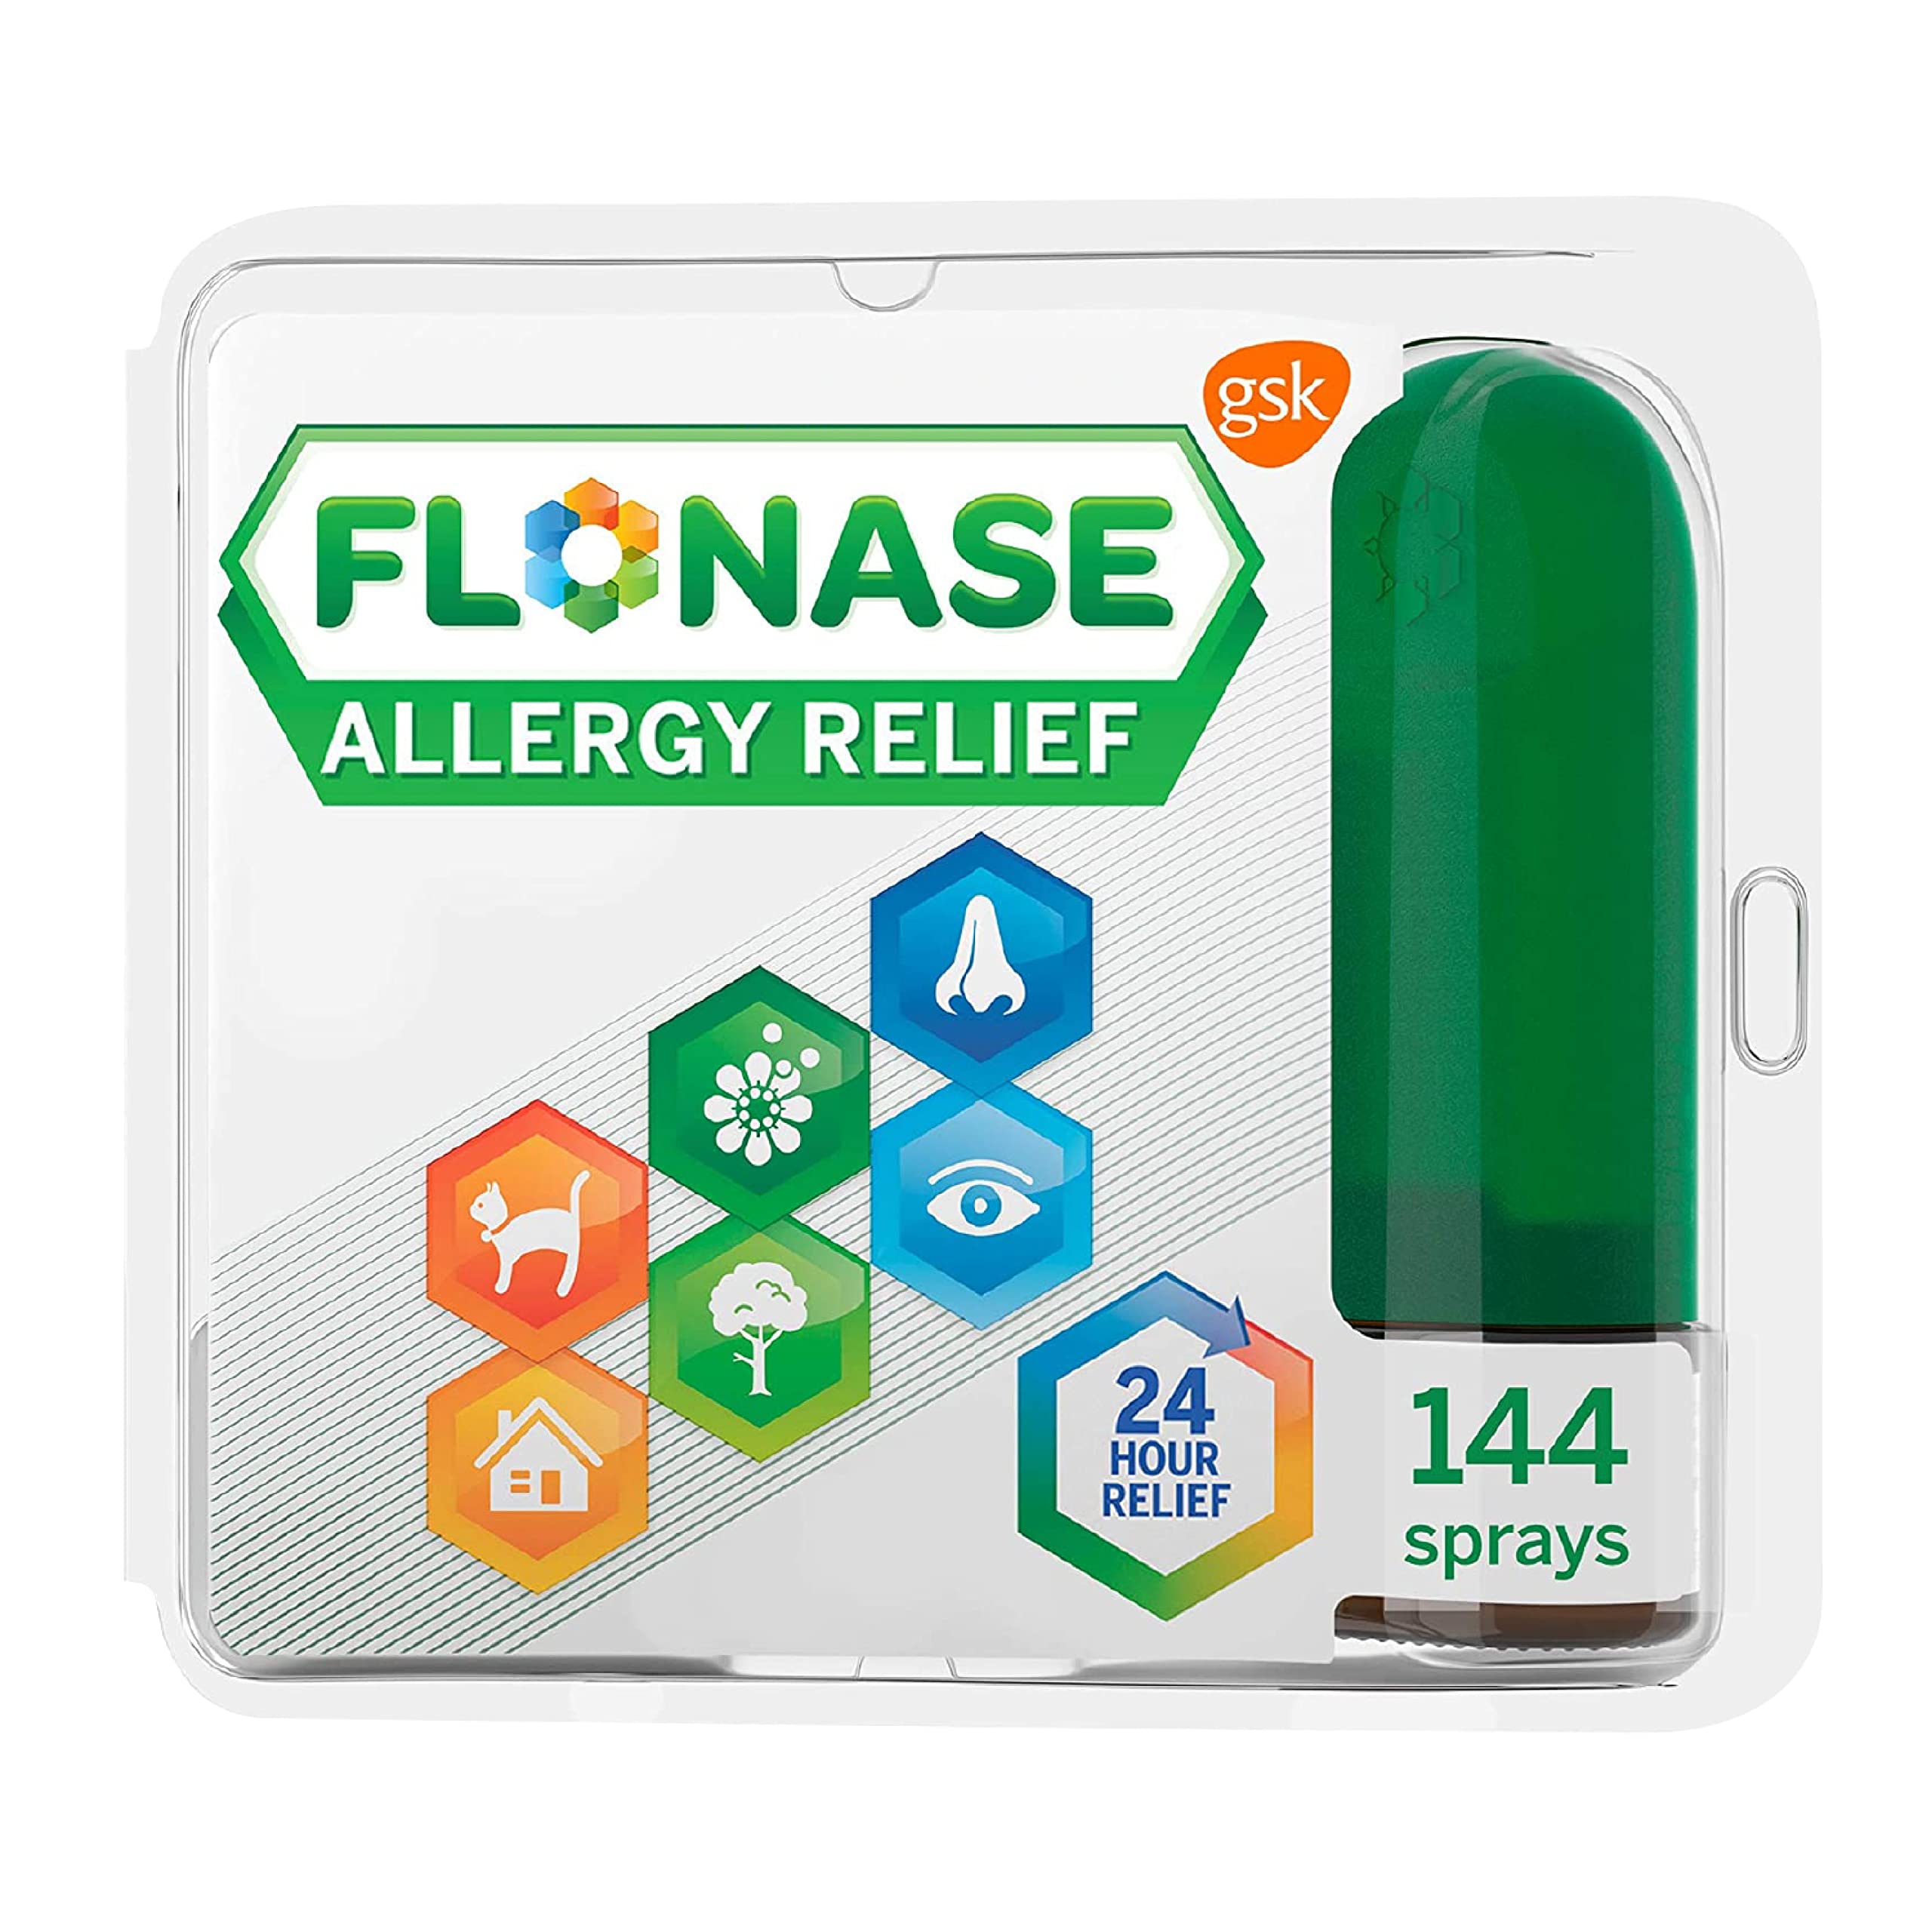 gsk
FLONASE
ALLERGY RELIEF
24
HOUR
RELIEF
144
sprays